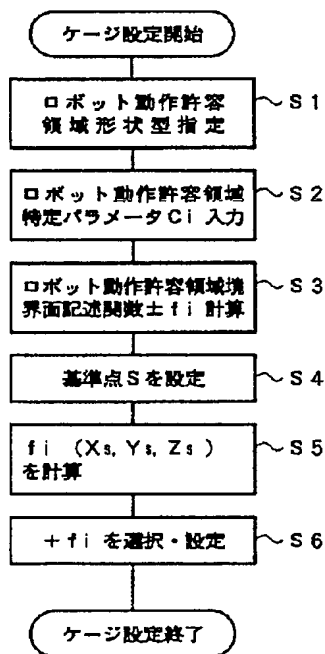 ケージ設定開始
ロボット動作許容
領域形状型指定
～S1
ロボット動作許容領域
特定パラメータCi 入力
～S2
ロボット動作許容領域境
界面記述関数±fi 計算
～S3
基準点Sを設定
～S4
fi (Xs, Ys, Zs)
を計算
～S5
+fi を選択・設定
～S6
ケージ設定終了